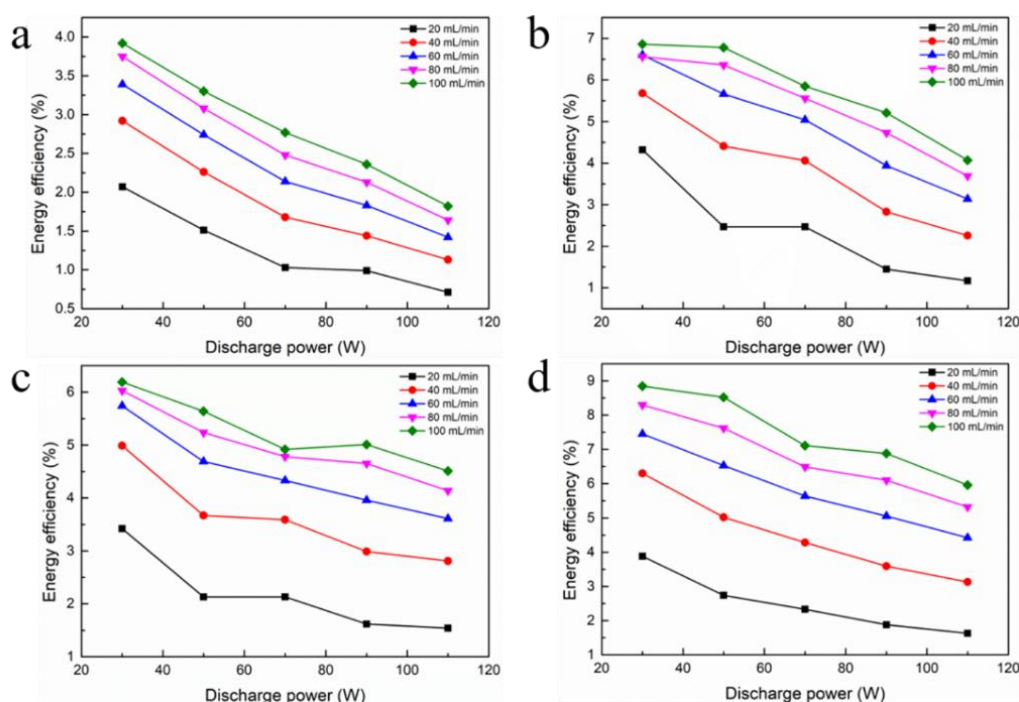 a
Energy efficiency (%)
4.0
3.5
3.0
2.5
2.0
1.5
1.0
0.5
20 mL/min
40 mL/min
60 mL/min
80 mL/min
100 mL/min
20 40 60 80 100 120
Discharge power (W)
b
Energy efficiency (%)
7
6
5
4
3
2
1
20 mL/min
40 mL/min
60 mL/min
80 mL/min
100 mL/min
20 40 60 80 100 120
Discharge power (W)
c
Energy efficiency (%)
6
5
4
3
2
1
20 mL/min
40 mL/min
60 mL/min
80 mL/min
100 mL/min
20 40 60 80 100 120
Discharge power (W)
d
Energy efficiency (%)
9
8
7
6
5
4
3
2
1
20 mL/min
40 mL/min
60 mL/min
80 mL/min
100 mL/min
20 40 60 80 100 120
Discharge power (W)